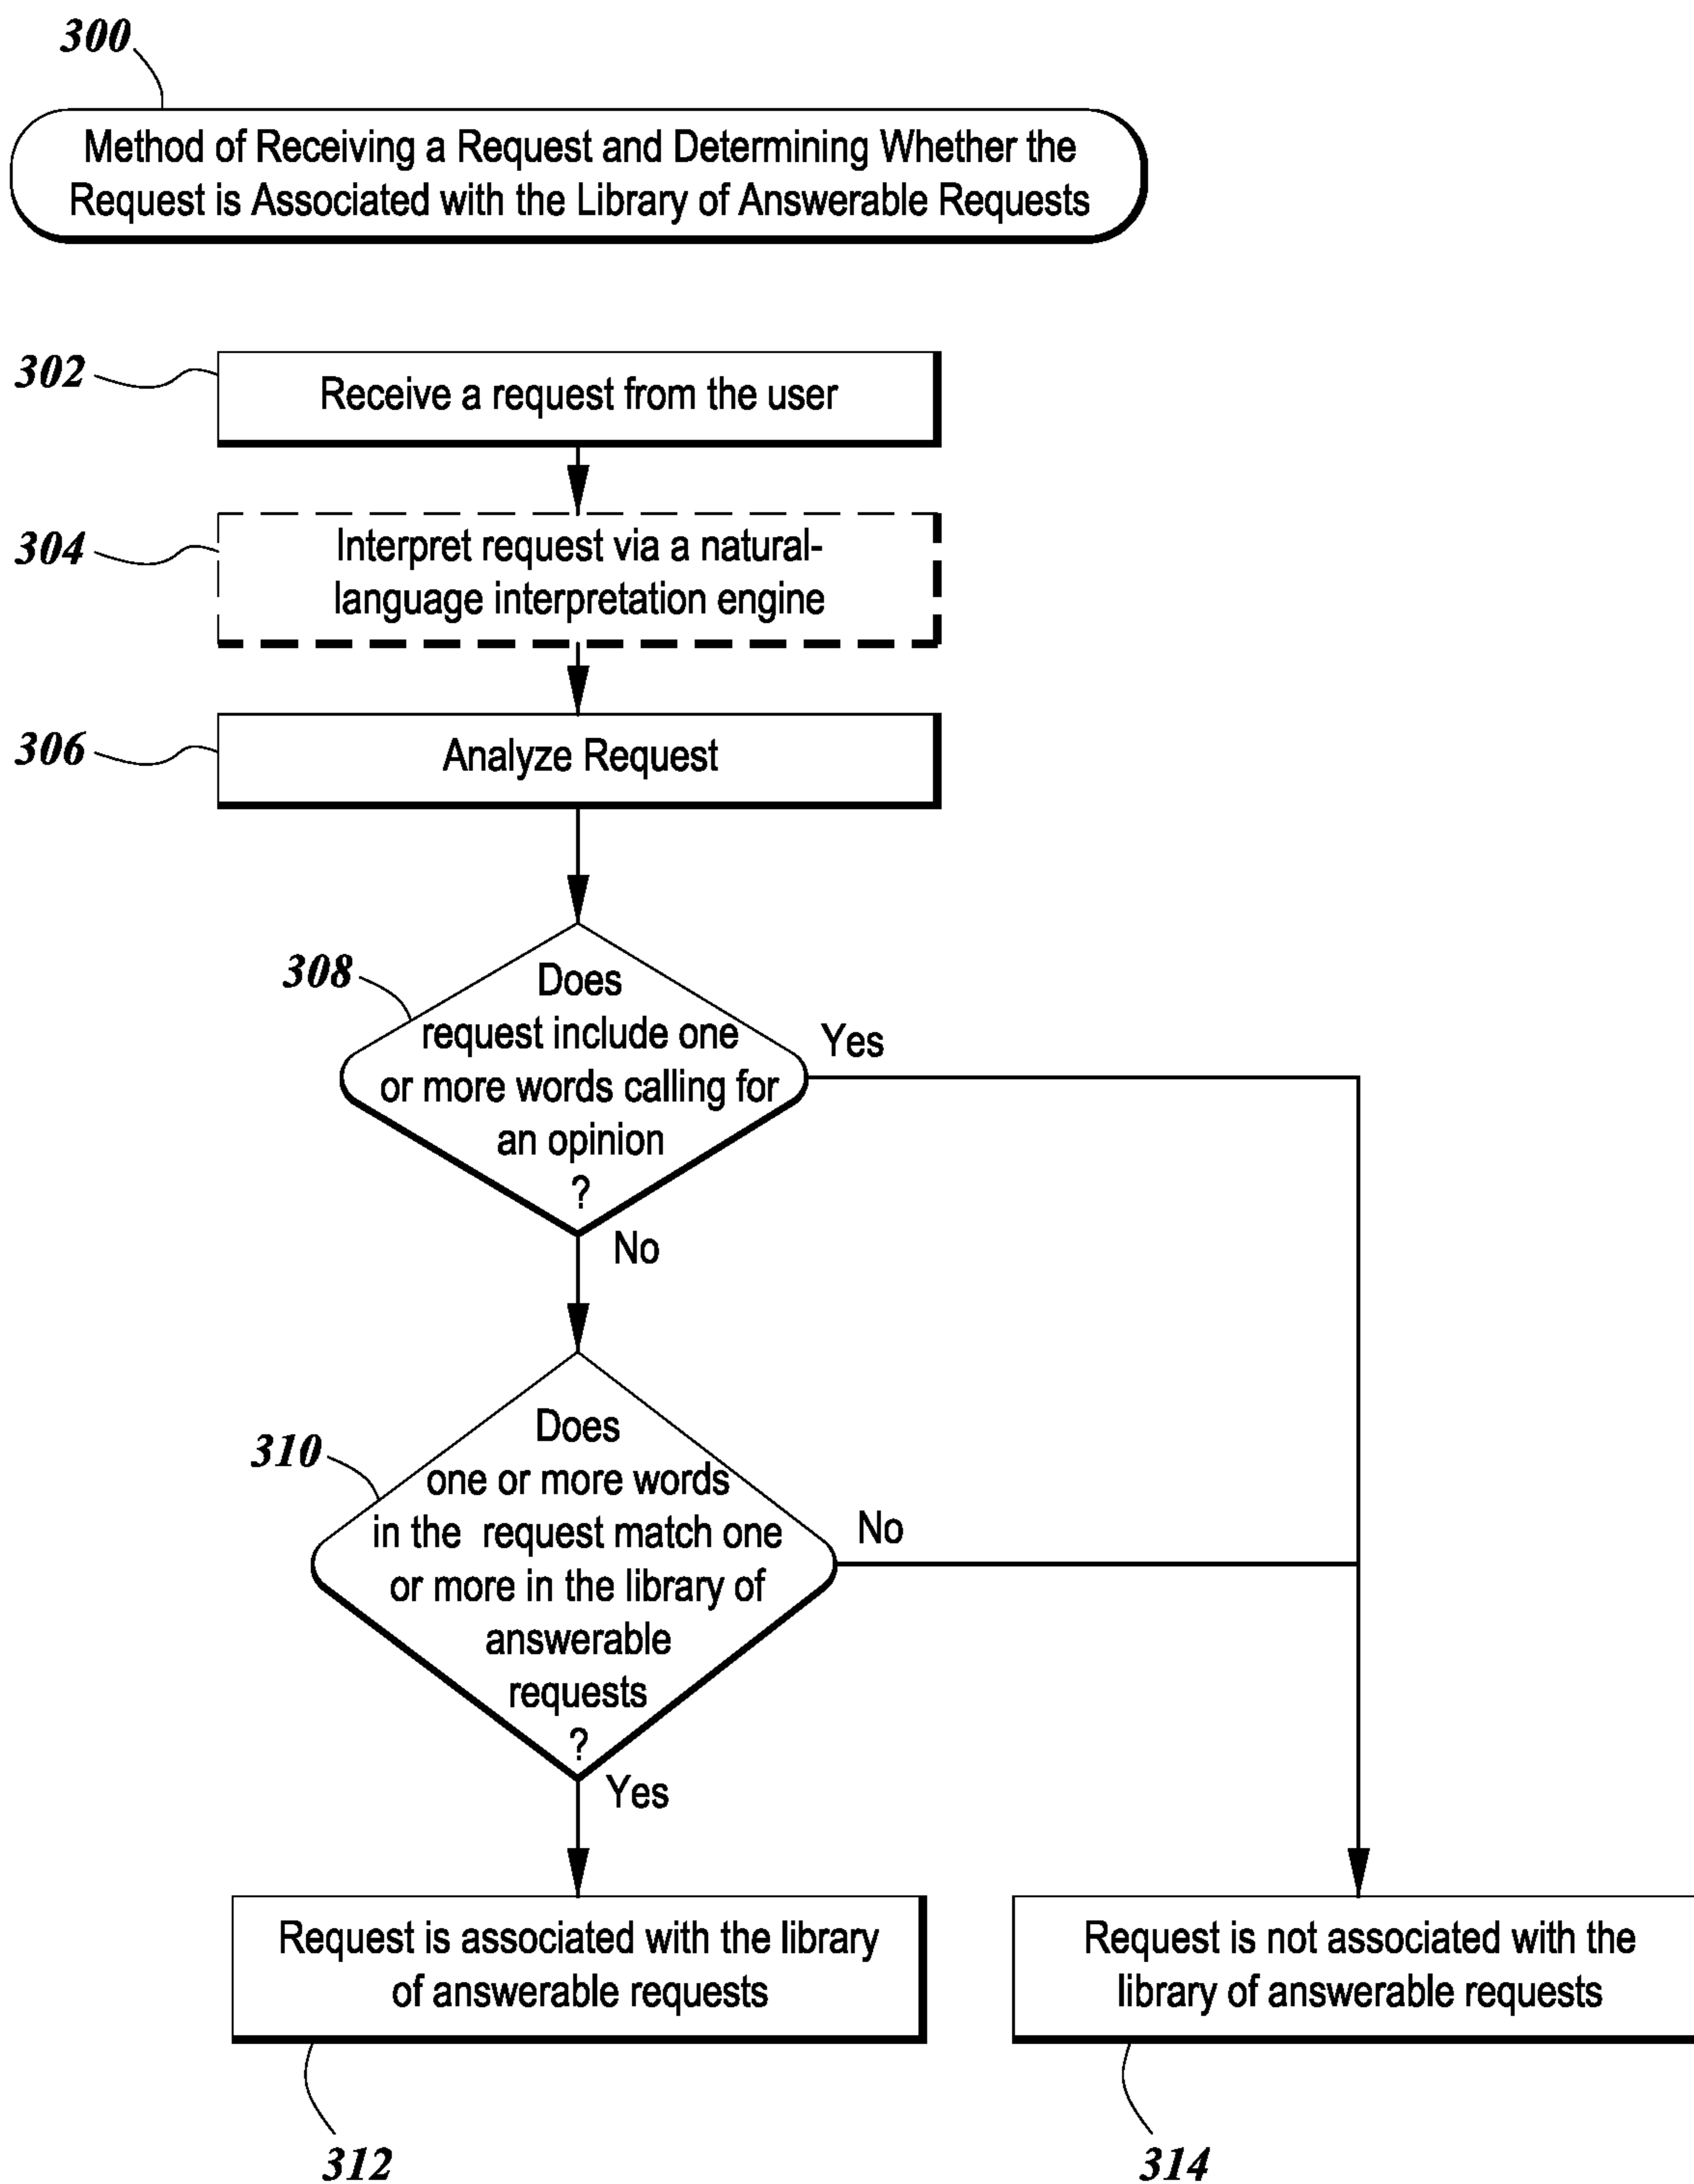 300
Method of Receiving a Request and Determining Whether the
Request is Associated with the Library of Answerable Requests
302
Receive a request from the user
304
Interpret request via a natural-
language interpretation engine
306
Analyze Request
308
Does
request include one
or more words calling for
an opinion
?
Yes
No
310
Does
one or more words
in the request match one
or more in the library of
answerable
requests
?
No
Yes
Request is associated with the library
of answerable requests
312
Request is not associated with the
library of answerable requests
314